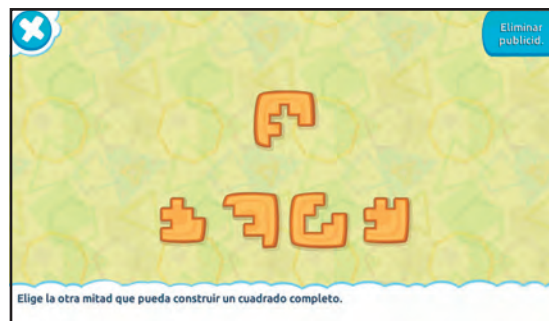 Eliminar
publicid.
Elige la otra mitad que pueda construir un cuadrado completo.